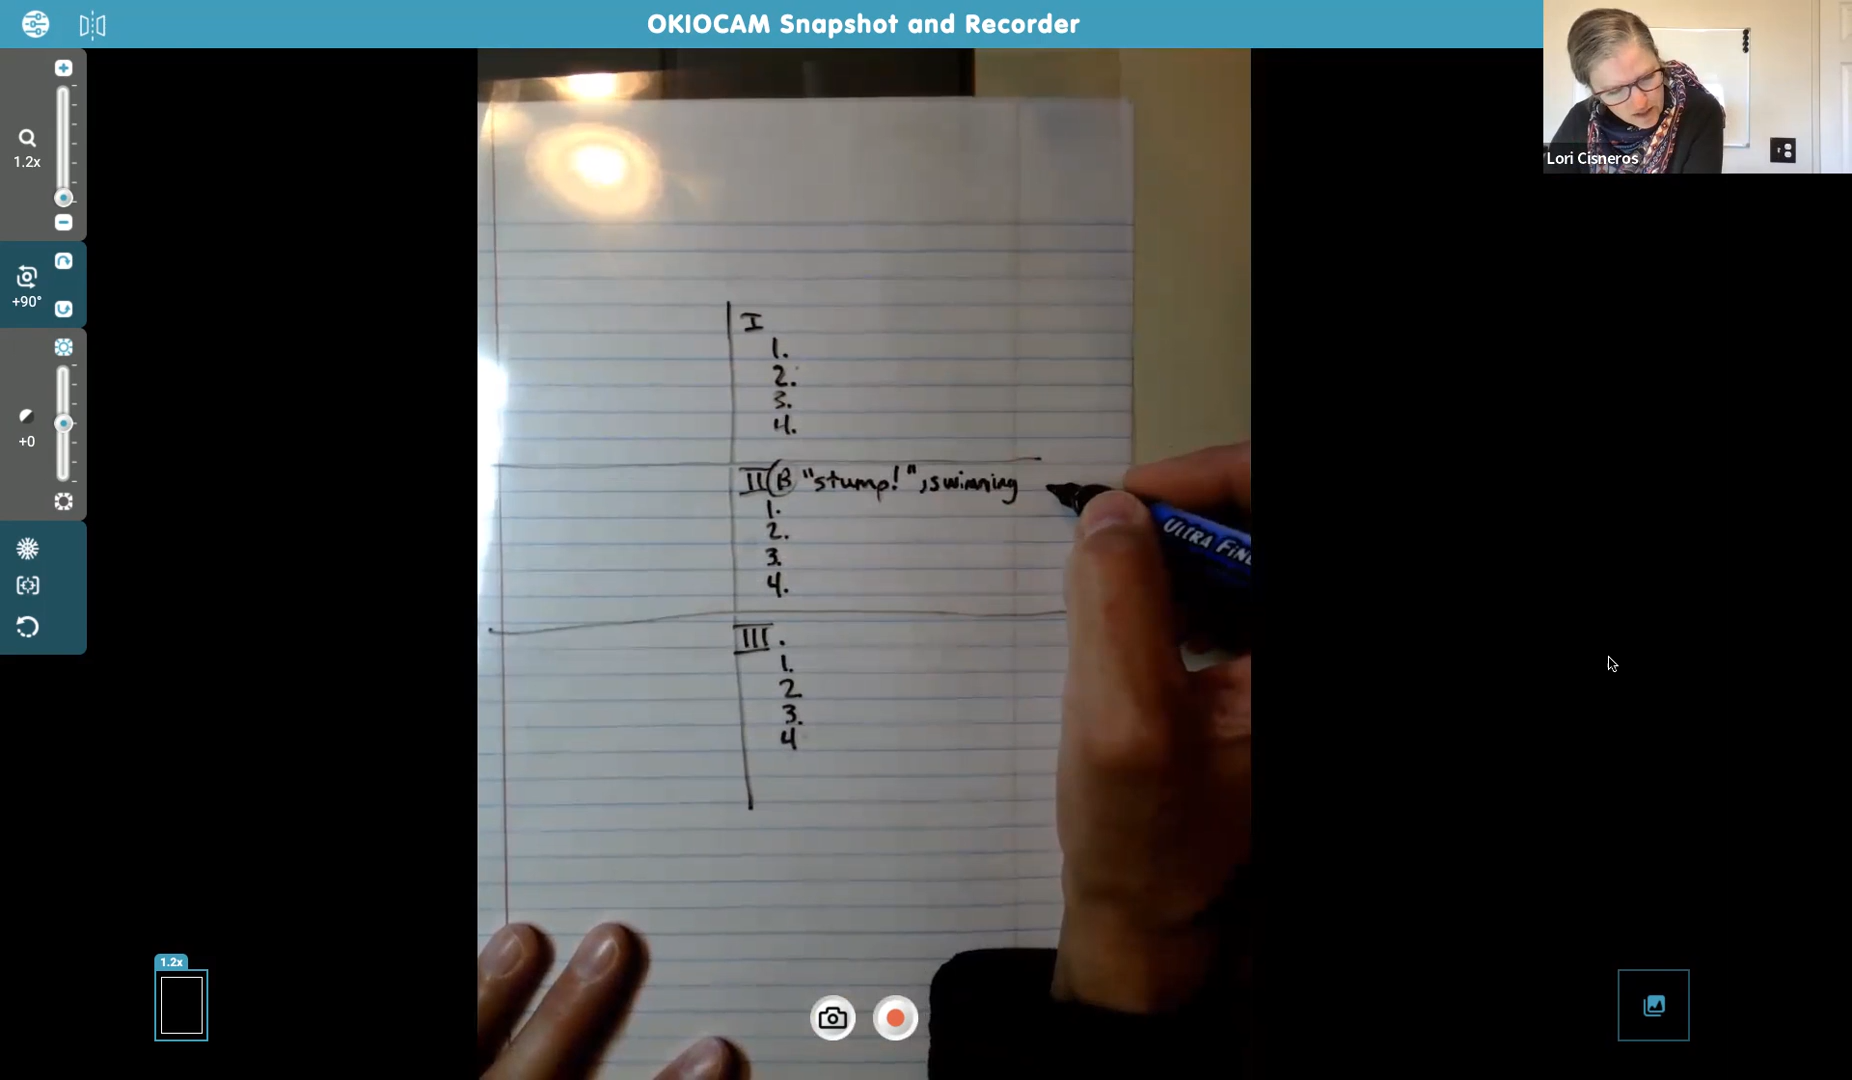 OKIOCAM Snapshot and Recorder
Lori Cisneros
1.2x
+90°
+0
I
1.
2.
3.
4.
II B "stump!", swimming
1.
2.
3.
4.
ULTRA FINE
III.
1.
2
3.
4
1.2x